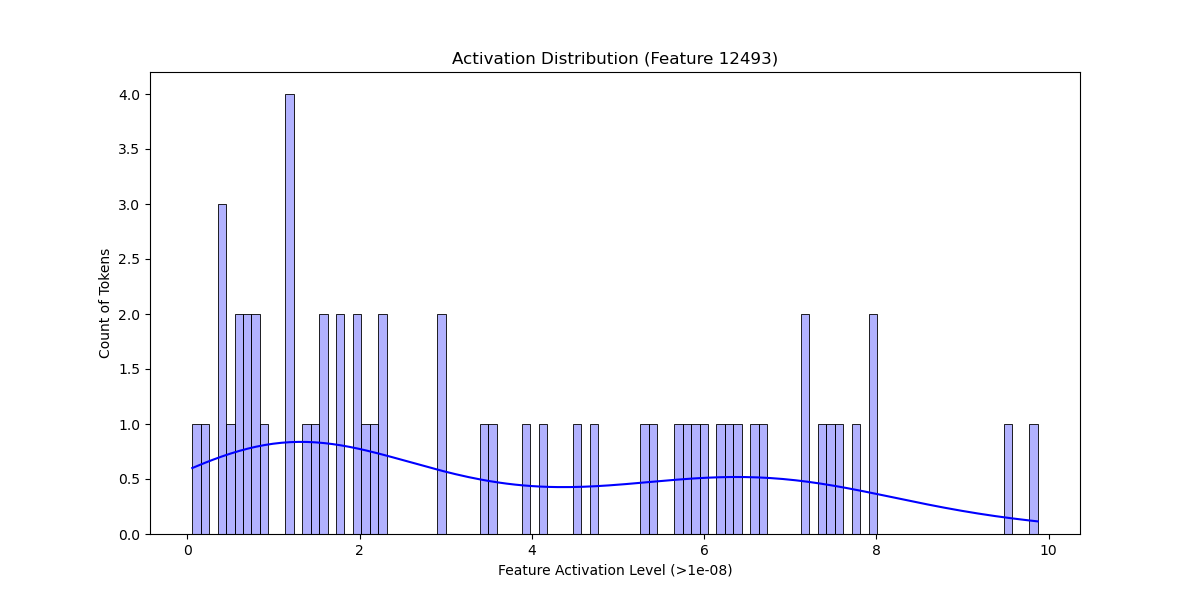 Activation Distribution (Feature 12493)
Count of Tokens
4.0
3.5
3.0
2.5
2.0
1.5
1.0
0.5
0.0
0 2 4 6 8 10
Feature Activation Level (>1e-08)